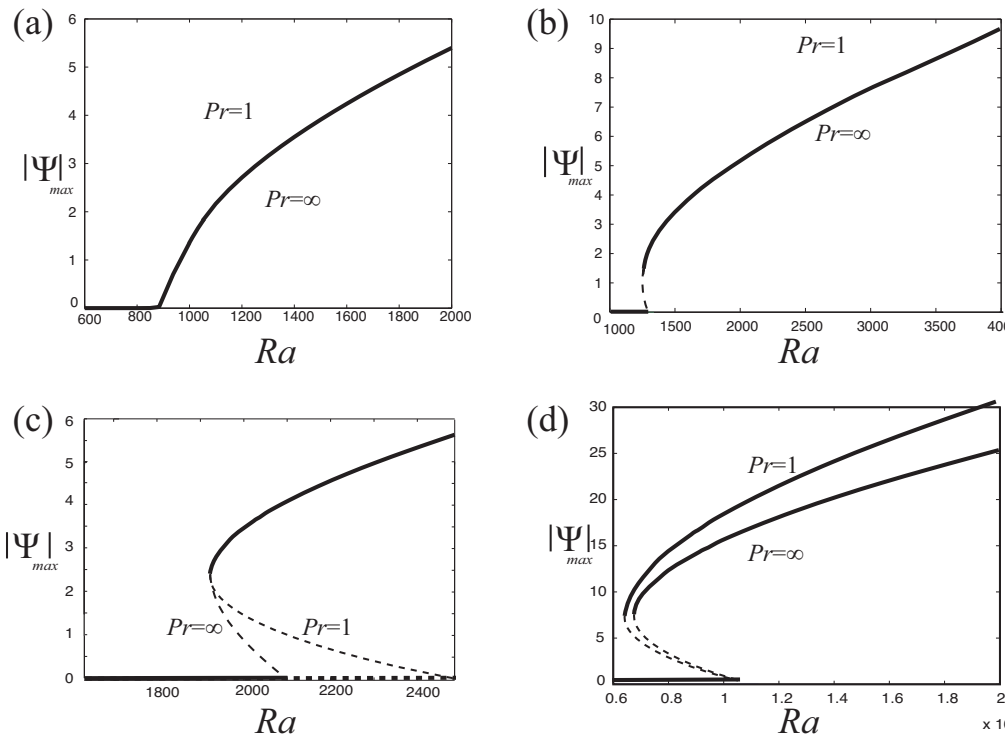 (a)
6
5
4
3
2
1
0
Pr=1
Pr=∞
|Ψ|max
600 800 1000 1200 1400 1600 1800 2000
Ra
(b)
10
9
8
7
6
5
4
3
2
1
0
Pr=1
Pr=∞
|Ψ|max
1000 1500 2000 2500 3000 3500 400
Ra
(c)
6
5
4
3
2
1
0
|Ψ|max
Pr=∞ Pr=1
1800 2000 2200 2400
Ra
(d)
30
25
20
15
10
5
0
Pr=1
Pr=∞
|Ψ|max
0.6 0.8 1 1.2 1.4 1.6 1.8 2
Ra
x 10